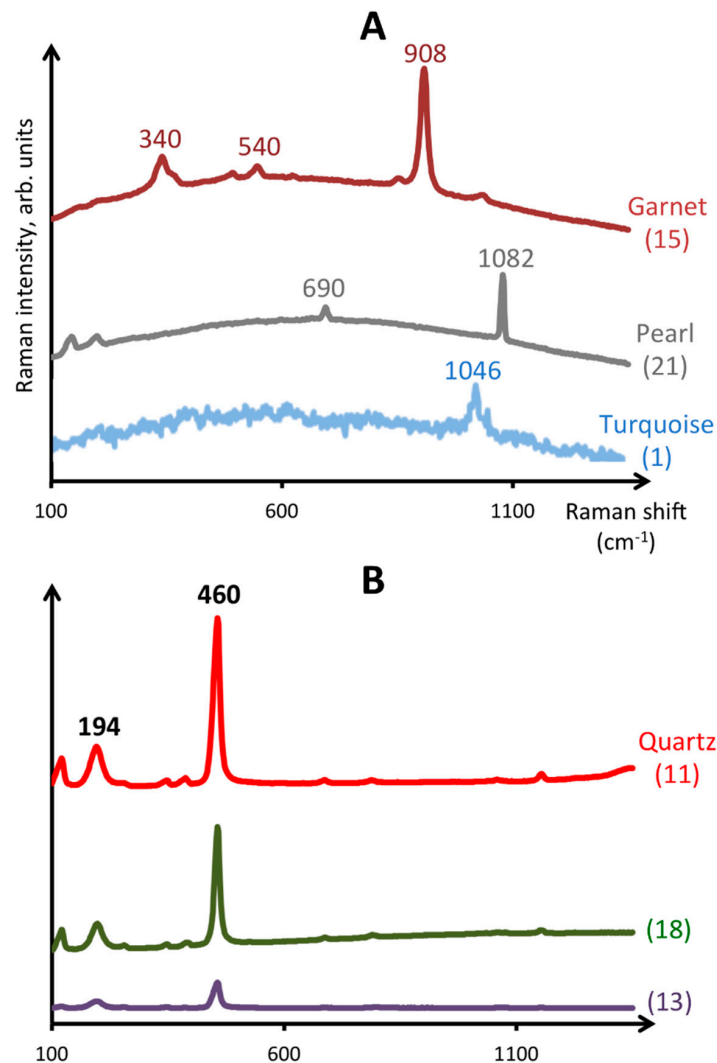 A
908
340
540
Garnet
(15)
1082
690
Pearl
(21)
1046
Turquoise
(1)
Raman intensity, arb. units
100
600
1100
Raman shift
(cm⁻¹)
B
460
194
Quartz
(11)
(18)
(13)
100
600
1100